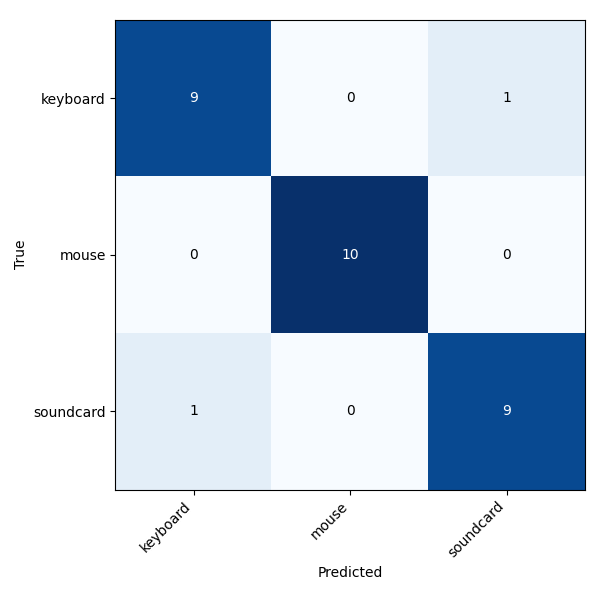 keyboard 9 0 1
mouse 0 10 0
soundcard 1 0 9
True
keyboard mouse soundcard
Predicted